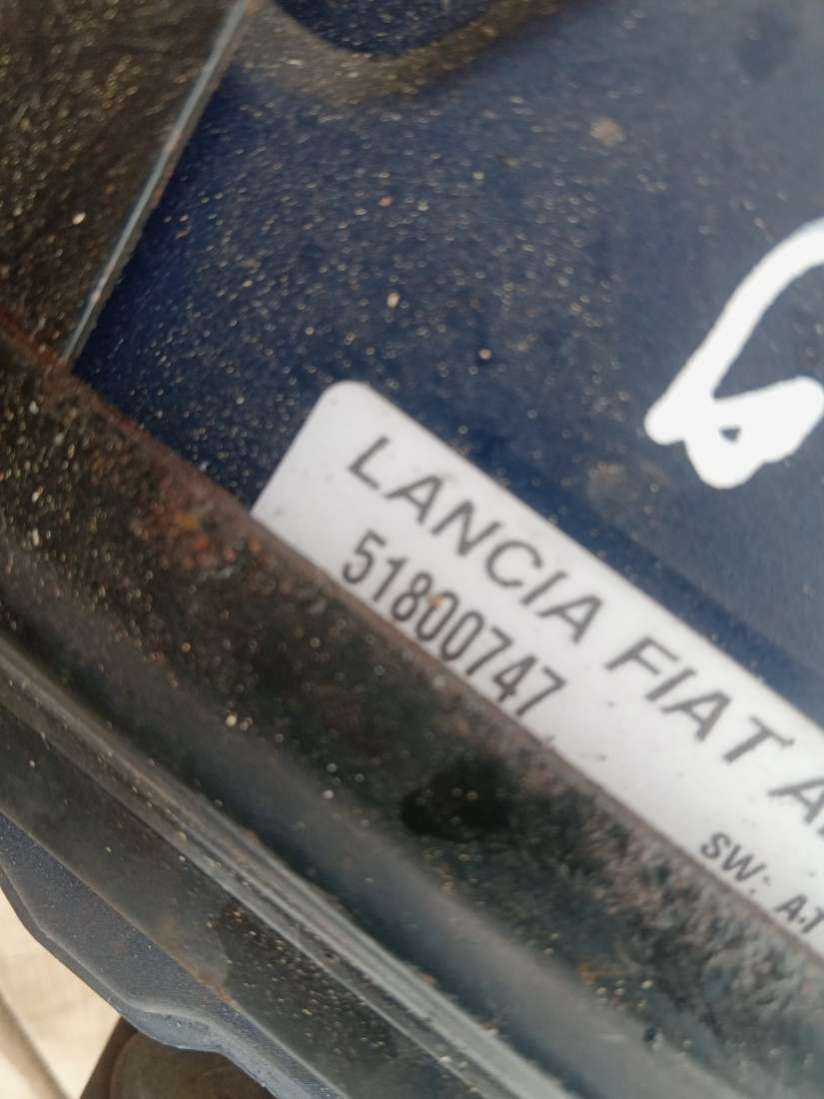 LANCIA FIAT
51800747
SW: A.T